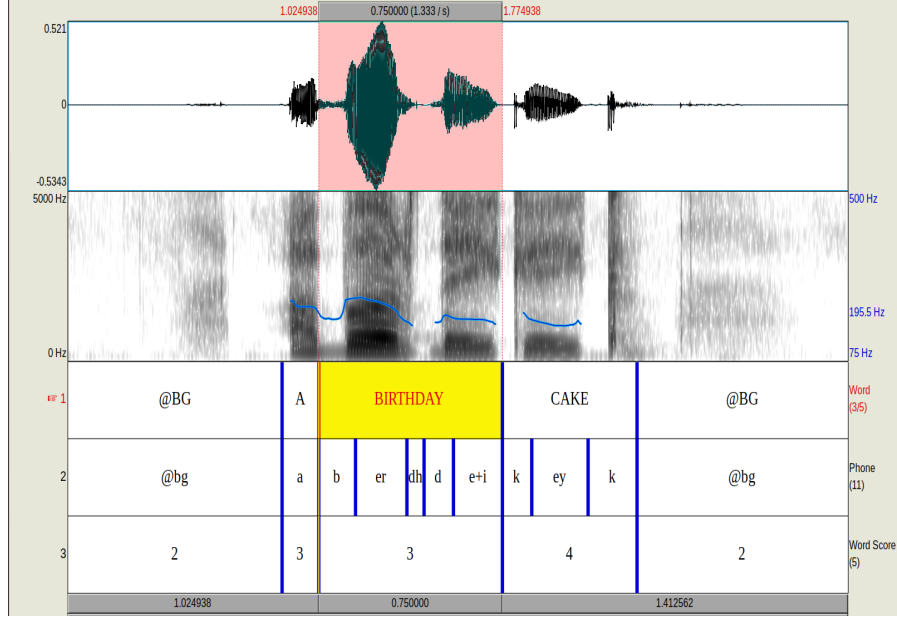 1.024938 0.750000 (1.333 / s) 1.774938
0.521
0
-0.5343
5000 Hz 500 Hz
195.5 Hz
0 Hz 75 Hz
☞ 1 @BG A BIRTHDAY CAKE @BG Word (3/5)
2 @bg a b er dh d e+i k ey k @bg Phone (11)
3 2 3 3 4 2 Word Score (5)
1.024938 0.750000 1.412562